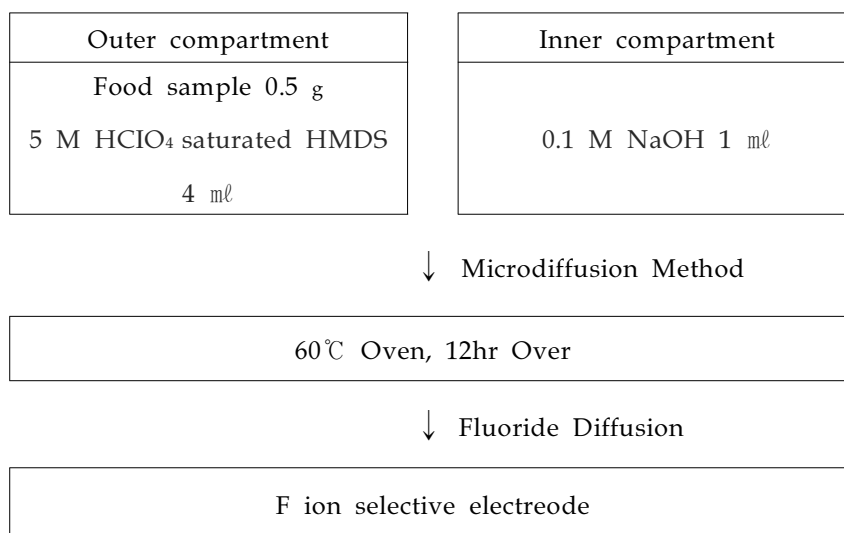 Outer compartment
Food sample 0.5 g
5 M HCIO₄ saturated HMDS
4 ㎖
Inner compartment
0.1 M NaOH 1 ㎖
↓ Microdiffusion Method
60℃ Oven, 12hr Over
↓ Fluoride Diffusion
F ion selective electreode